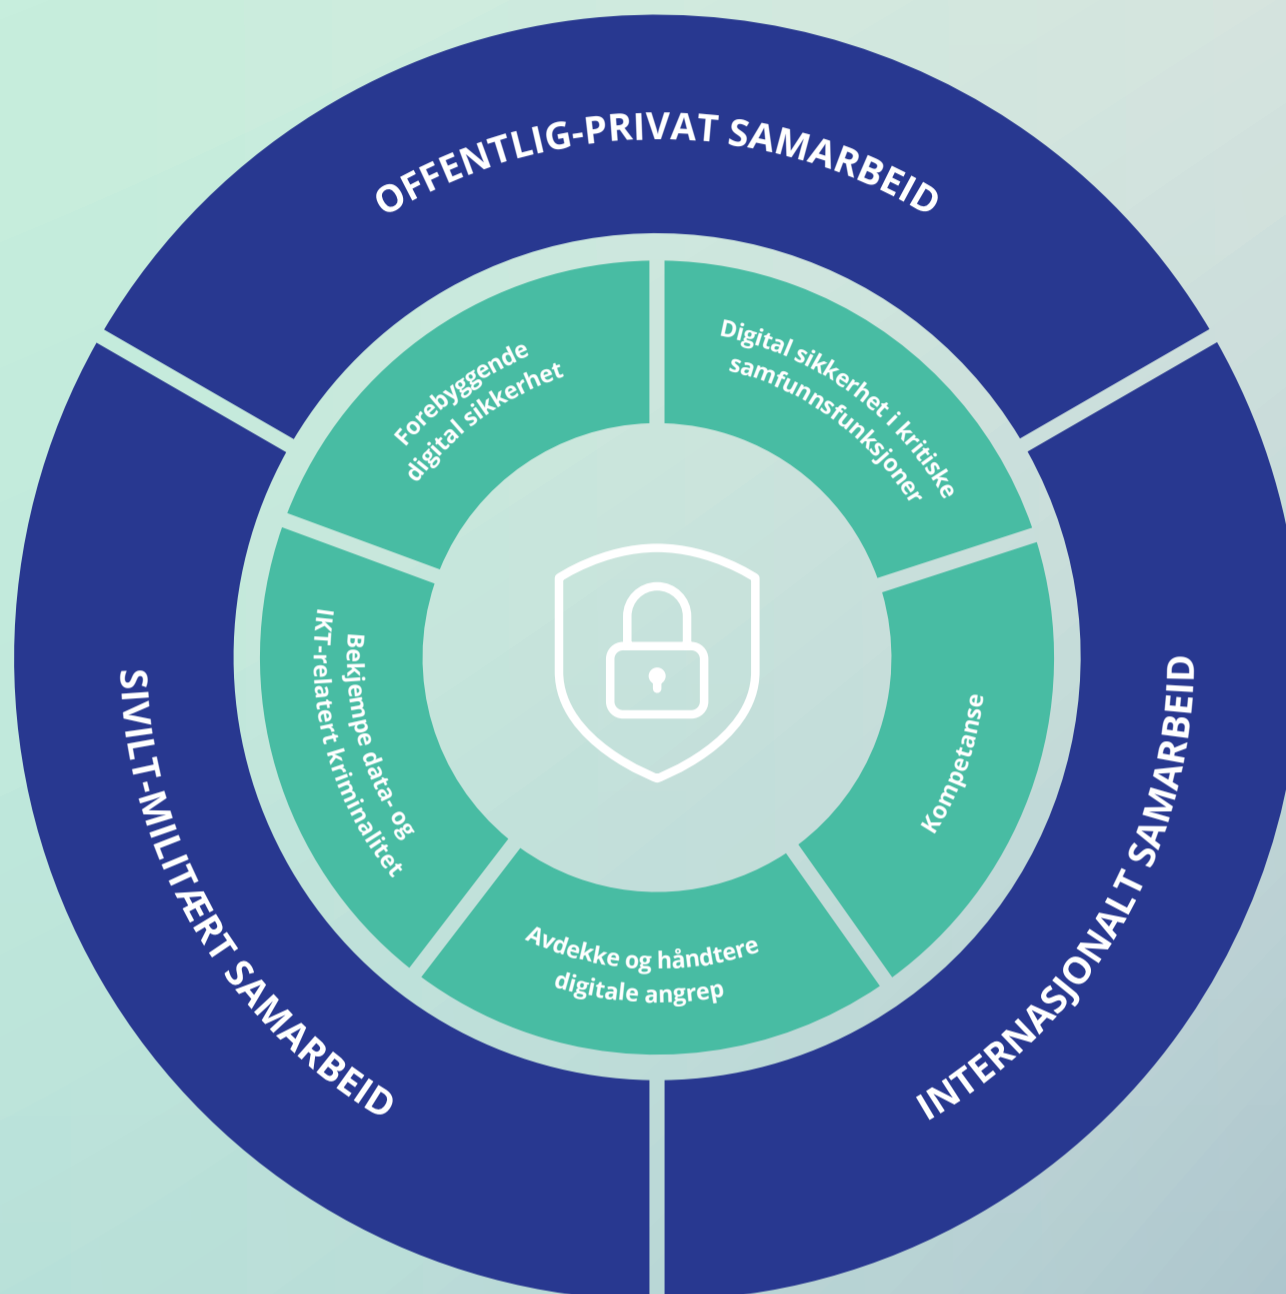 OFFENTLIG-PRIVAT SAMARBEID
Forebyggende
digital sikkerhet
Digital sikkerhet i kritiske
samfunnsfunksjoner
Bekjempe data- og
IKT-relatert kriminalitet
Kompetanse
Avdekke og håndtere
digitale angrep
SIVILT-MILITÆRT SAMARBEID
INTERNASJONALT SAMARBEID